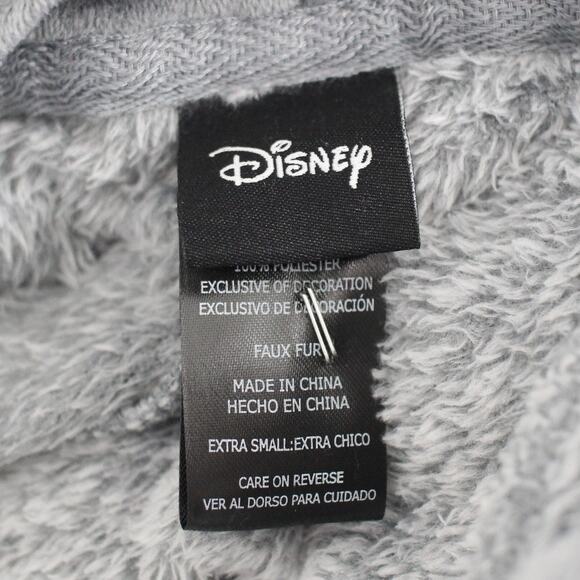 Disney
100% POLIESTER
EXCLUSIVE OF DECORATION
EXCLUSIVO DE DECORACIÓN
FAUX FUR
MADE IN CHINA
HECHO EN CHINA
EXTRA SMALL:EXTRA CHICO
CARE ON REVERSE
VER AL DORSO PARA CUIDADO